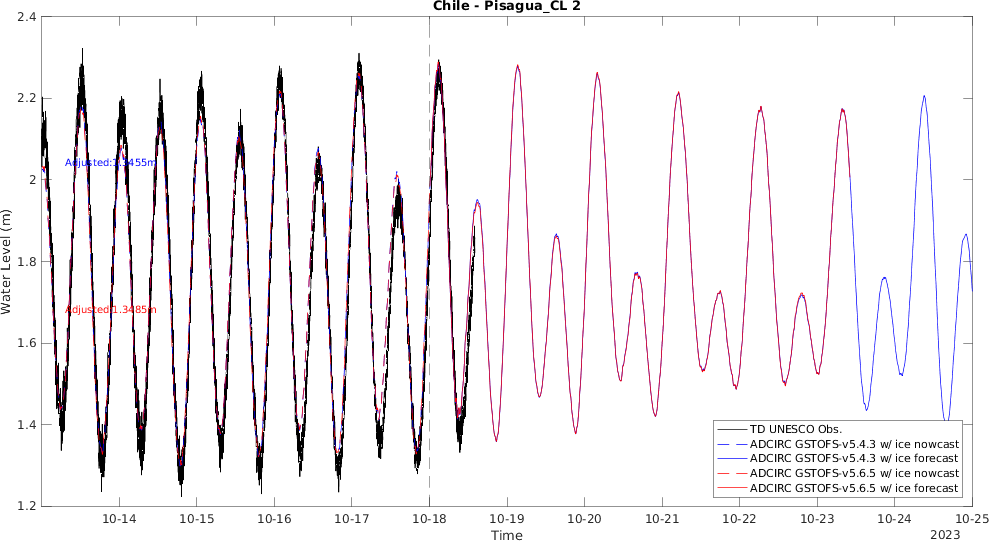 Chile - Pisagua_CL 2
2.4
2.2
2
1.8
1.6
1.4
1.2
Water Level (m)
Adjusted:1.3455m
Adjusted:1.3485m
TD UNESCO Obs.
ADCIRC GSTOFS-v5.4.3 w/ ice nowcast
ADCIRC GSTOFS-v5.4.3 w/ ice forecast
ADCIRC GSTOFS-v5.6.5 w/ ice nowcast
ADCIRC GSTOFS-v5.6.5 w/ ice forecast
10-14 10-15 10-16 10-17 10-18 10-19 10-20 10-21 10-22 10-23 10-24 10-25
Time
2023